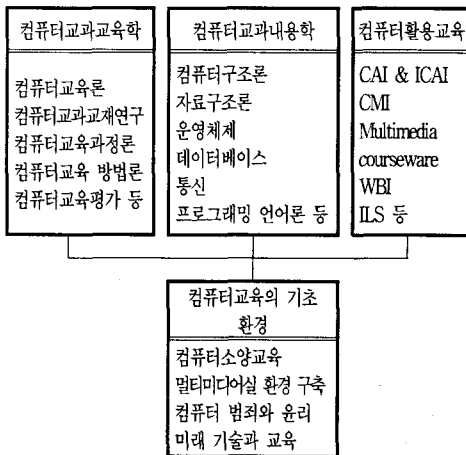 컴퓨터교과교육학
컴퓨터교육론
컴퓨터교과교재연구
컴퓨터교육과정론
컴퓨터교육 방법론
컴퓨터교육평가 등
컴퓨터교과내용학
컴퓨터구조론
자료구조론
운영체제
데이터베이스
통신
프로그래밍 언어론 등
컴퓨터활용교육
CAI & ICAI
CMI
Multimedia
courseware
WBI
ILS 등
컴퓨터교육의 기초
환경
컴퓨터소양교육
멀티미디어실 환경 구축
컴퓨터 범죄와 윤리
미래 기술과 교육